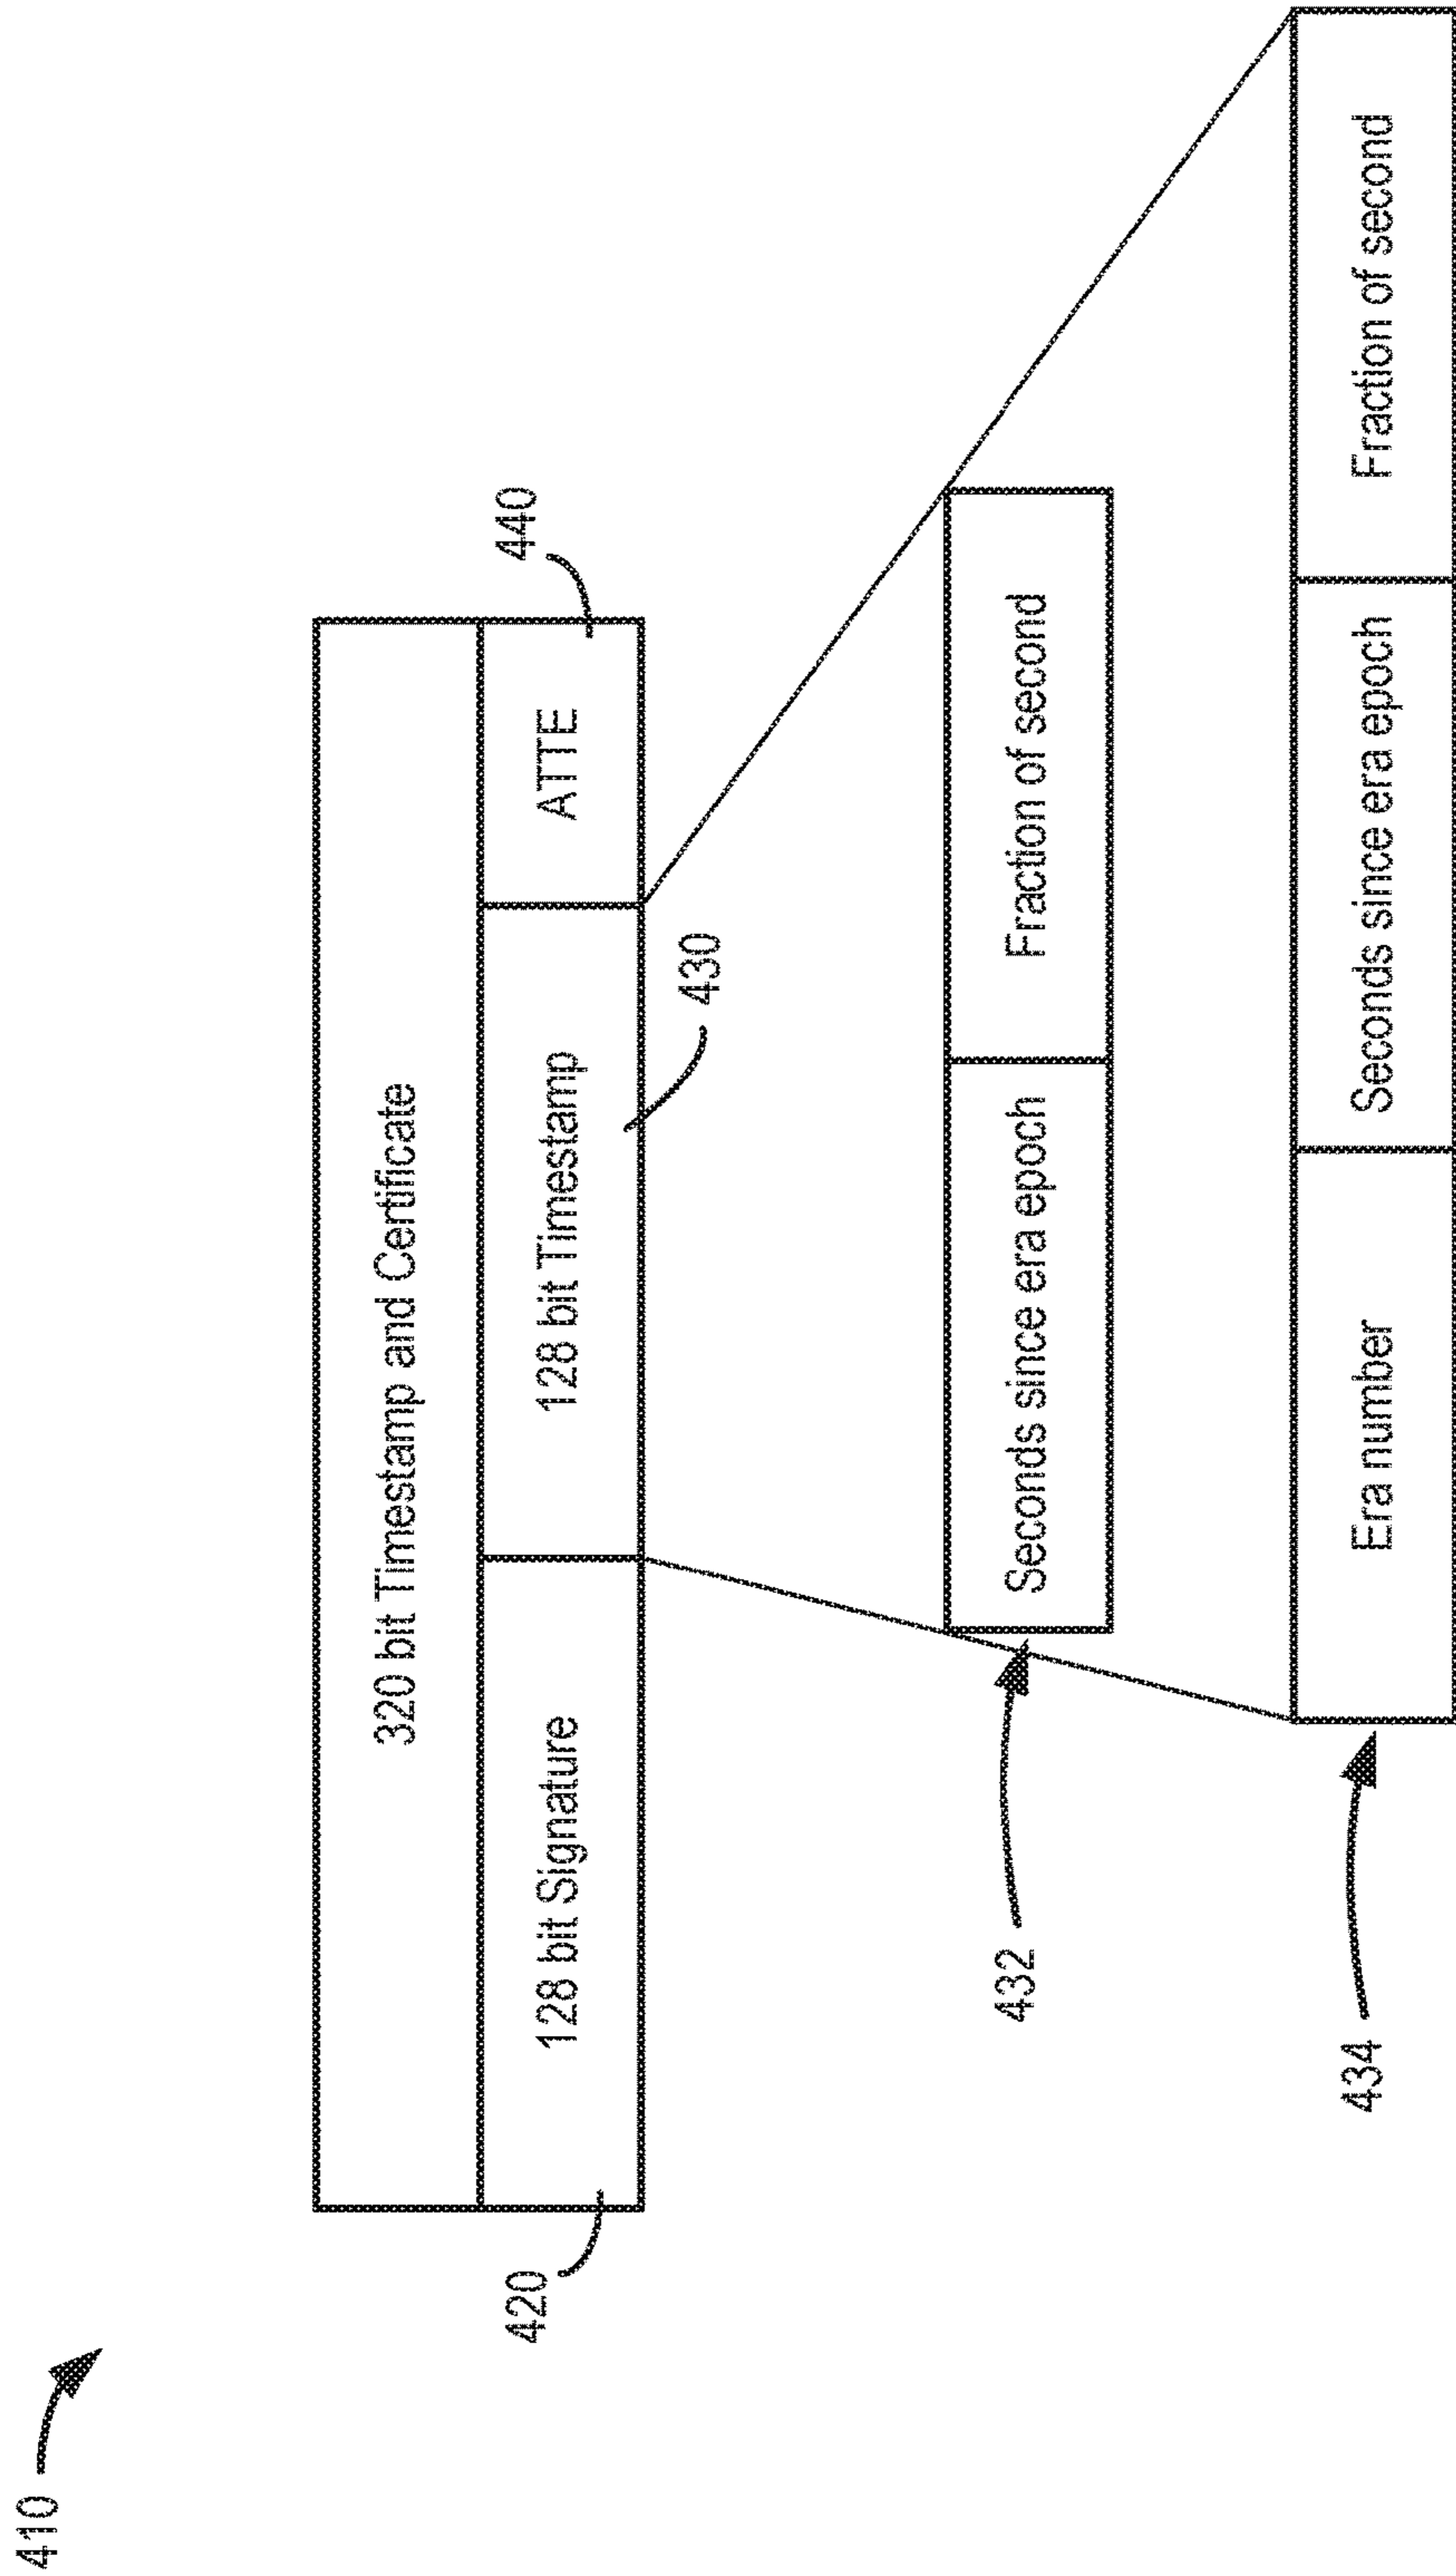 410
320 bit Timestamp and Certificate
420
128 bit Signature
128 bit Timestamp
ATTE
440
430
432
Seconds since era epoch
Fraction of second
434
Era number
Seconds since era epoch
Fraction of second